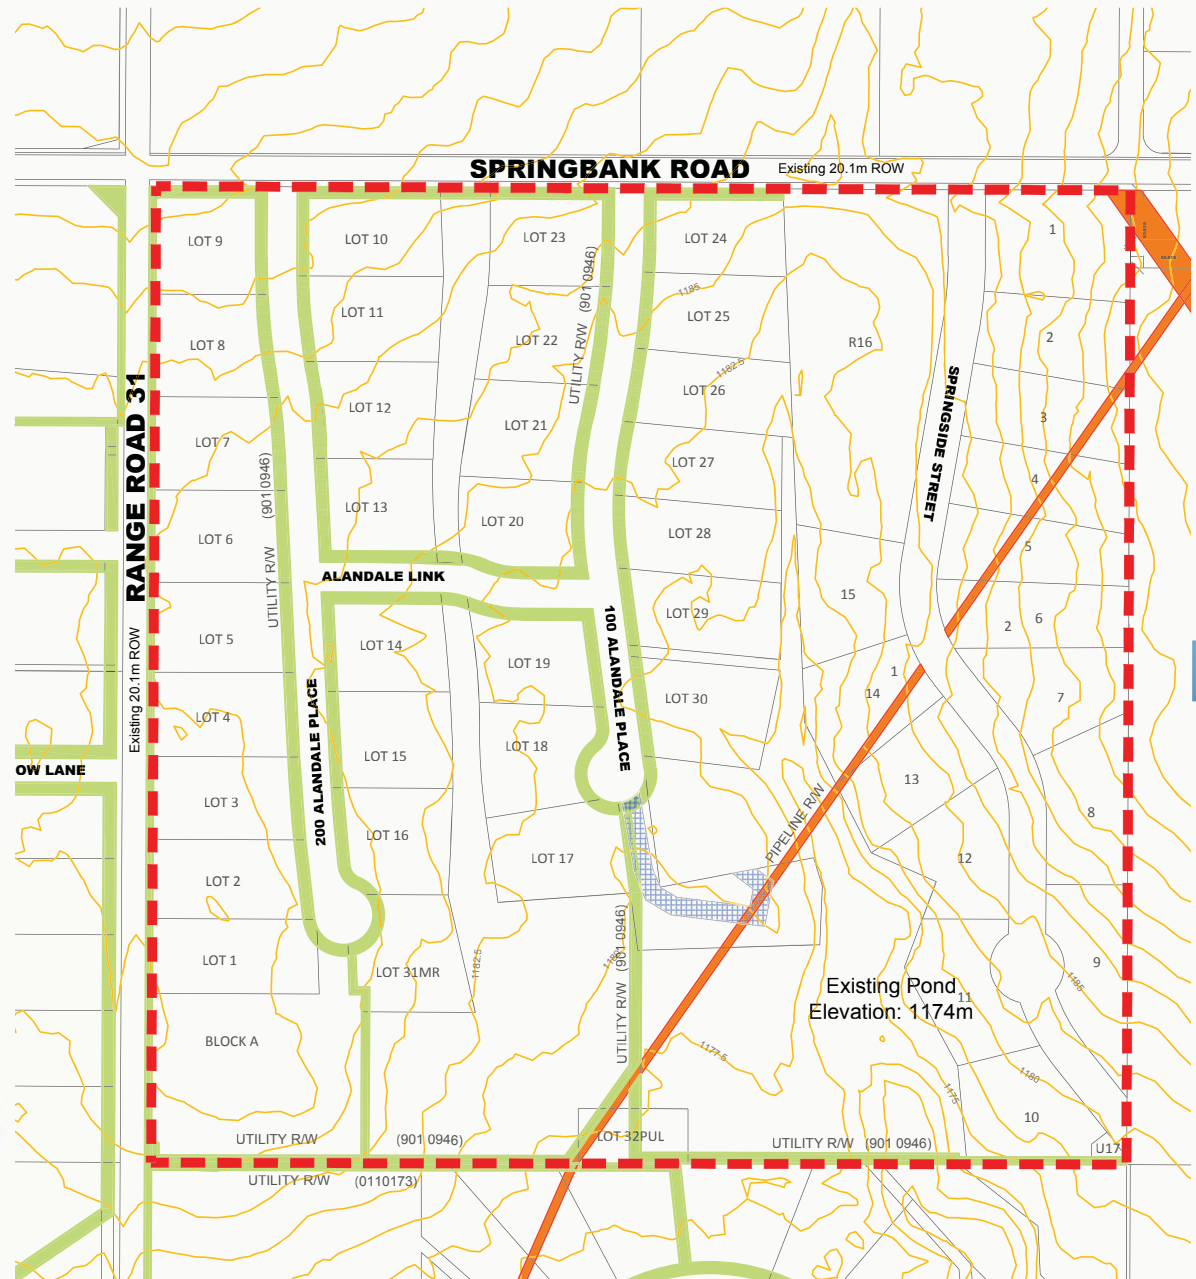 SPRINGBANK ROAD
Existing 20.1m ROW
LOT 9
LOT 10
LOT 23
LOT 24
1
1185
UTILITY R/W (901 0946)
LOT 11
LOT 25
LOT 8
LOT 22
R16
2
1182.5
RANGE ROAD 31
Existing 20.1m ROW
LOT 12
LOT 26
SPRINGSIDE STREET
3
LOT 7
LOT 21
LOT 27
4
UTILITY R/W (901 0946)
LOT 13
LOT 20
LOT 28
LOT 6
5
ALANDALE LINK
15
LOT 29
2
6
LOT 5
LOT 14
LOT 19
100 ALANDALE PLACE
1
14
LOT 30
7
LOT 4
200 ALANDALE PLACE
LOT 18
LOT 15
OW LANE
13
LOT 3
PIPELINE R/W
8
LOT 16
LOT 17
12
LOT 2
LOT 1
LOT 31MR
1182.5
UTILITY R/W (901 0946)
9
1185
Existing Pond
Elevation: 1174m
11
BLOCK A
1177.5
1180
1175
10
UTILITY R/W (901 0946)
LOT 32PUL
UTILITY R/W (901 0946)
U17
UTILITY R/W (0110173)